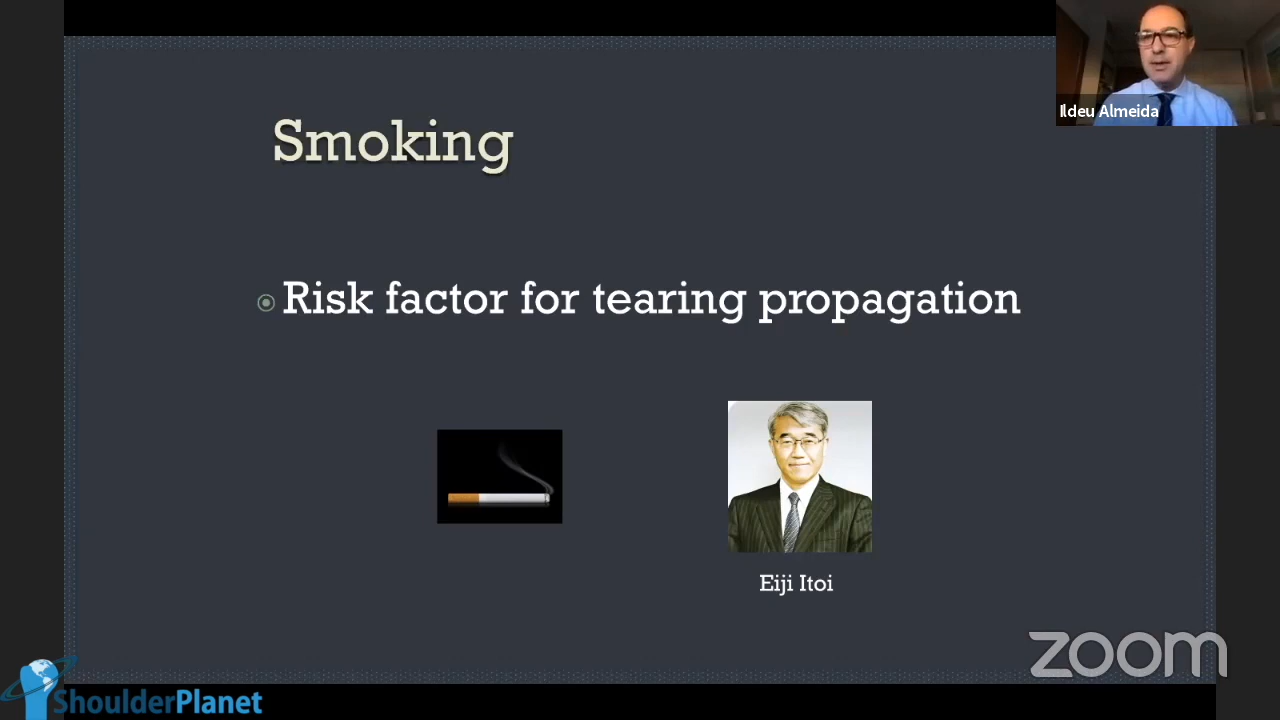 Ildeu Almeida
Smoking
Risk factor for tearing propagation
Eiji Itoi
zoom
ShoulderPlanet